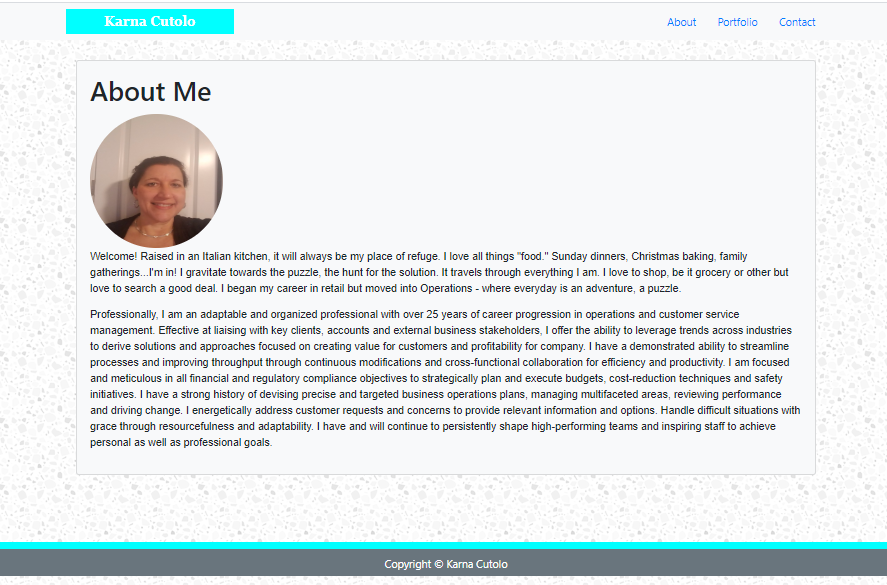 Karna Cutolo
About
Portfolio
Contact
About Me
Welcome! Raised in an Italian kitchen, it will always be my place of refuge. I love all things "food." Sunday dinners, Christmas baking, family
gatherings...I'm in! I gravitate towards the puzzle, the hunt for the solution. It travels through everything I am. I love to shop, be it grocery or other but
love to search a good deal. I began my career in retail but moved into Operations - where everyday is an adventure, a puzzle.
Professionally, I am an adaptable and organized professional with over 25 years of career progression in operations and customer service
management. Effective at liaising with key clients, accounts and external business stakeholders, I offer the ability to leverage trends across industries
to derive solutions and approaches focused on creating value for customers and profitability for company. I have a demonstrated ability to streamline
processes and improving throughput through continuous modifications and cross-functional collaboration for efficiency and productivity. I am focused
and meticulous in all financial and regulatory compliance objectives to strategically plan and execute budgets, cost-reduction techniques and safety
initiatives. I have a strong history of devising precise and targeted business operations plans, managing multifaceted areas, reviewing performance
and driving change. I energetically address customer requests and concerns to provide relevant information and options. Handle difficult situations with
grace through resourcefulness and adaptability. I have and will continue to persistently shape high-performing teams and inspiring staff to achieve
personal as well as professional goals.
Copyright © Karna Cutolo